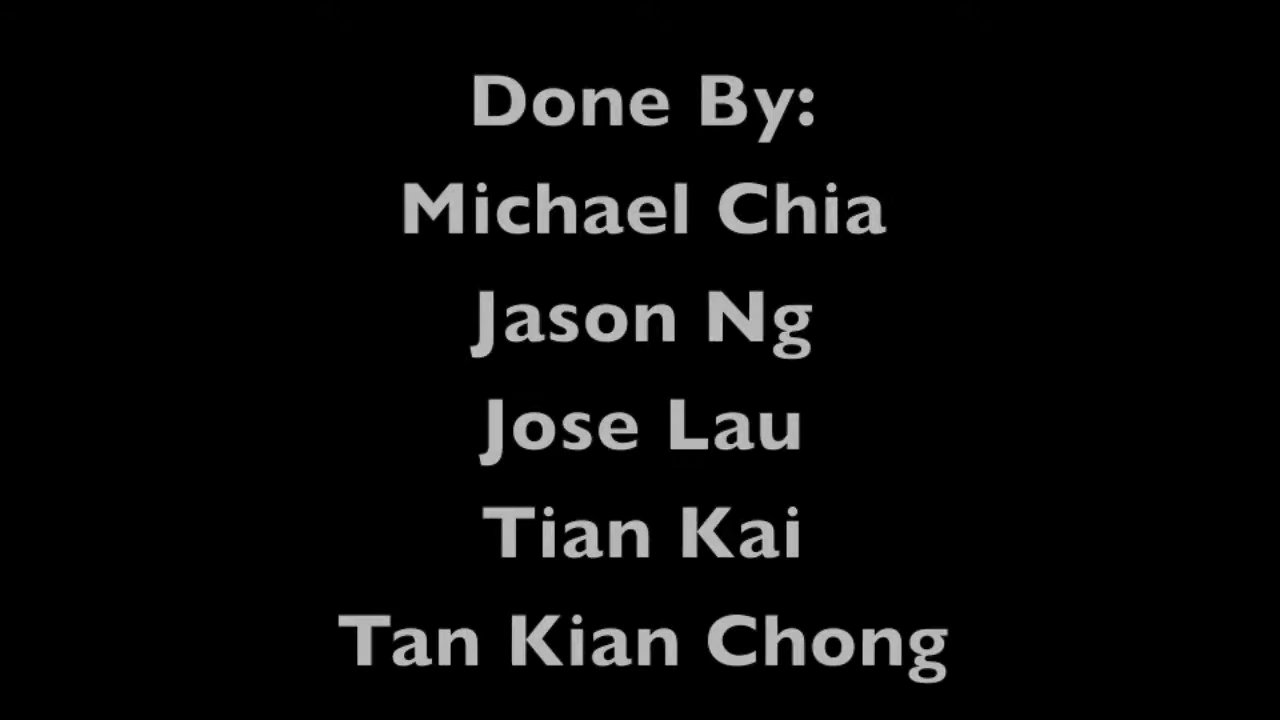 Done By:
Michael Chia
Jason Ng
Jose Lau
Tian Kai
Tan Kian Chong